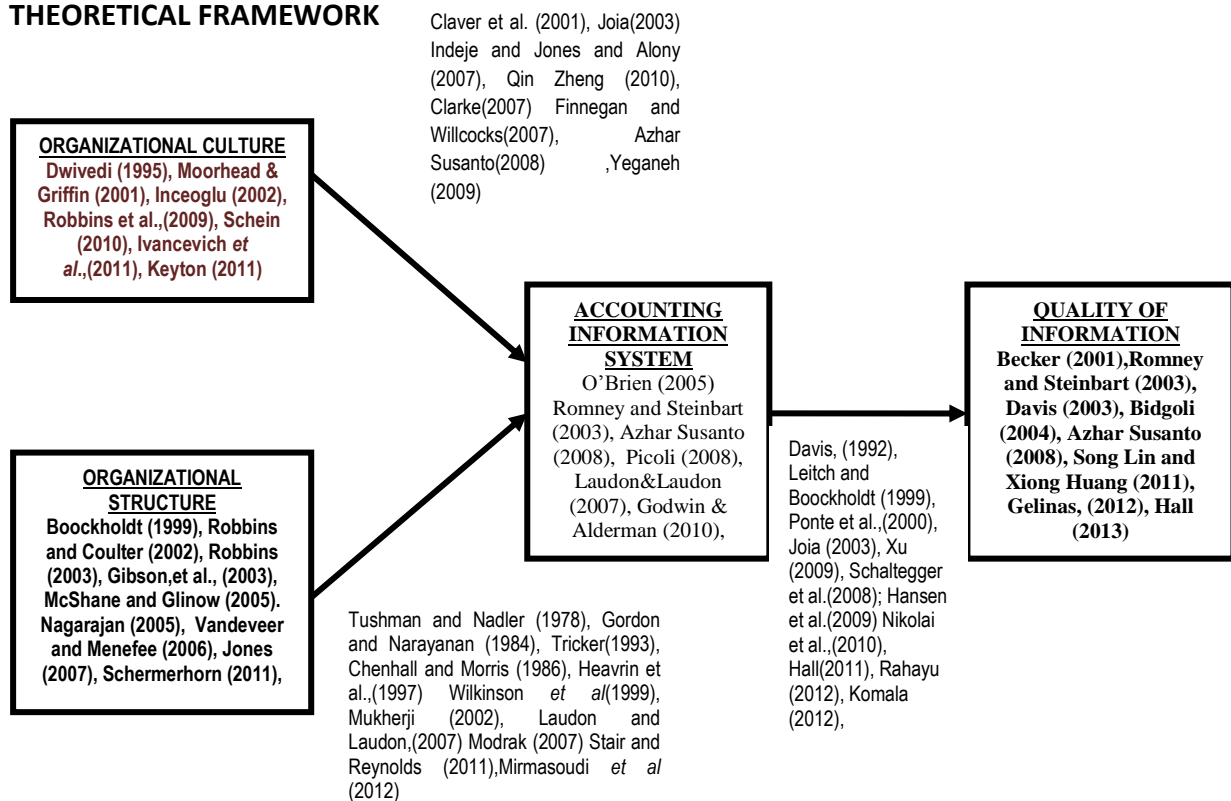 THEORETICAL FRAMEWORK
Claver et al. (2001), Joia(2003)
Indeje and Jones and Alony
(2007), Qin Zheng (2010),
Clarke(2007) Finnegan and
Willcocks(2007), Azhar
Susanto(2008) ,Yeganeh
(2009)
ORGANIZATIONAL CULTURE
Dwivedi (1995), Moorhead &
Griffin (2001), Inceoglu (2002),
Robbins et al.,(2009), Schein
(2010), Ivancevich et
al.,(2011), Keyton (2011)
ACCOUNTING
INFORMATION
SYSTEM
O’Brien (2005)
Romney and Steinbart
(2003), Azhar Susanto
(2008), Picoli (2008),
Laudon&Laudon
(2007), Godwin &
Alderman (2010),
QUALITY OF
INFORMATION
Becker (2001),Romney
and Steinbart (2003),
Davis (2003), Bidgoli
(2004), Azhar Susanto
(2008), Song Lin and
Xiong Huang (2011),
Gelinas, (2012), Hall
(2013)
ORGANIZATIONAL
STRUCTURE
Boockholdt (1999), Robbins
and Coulter (2002), Robbins
(2003), Gibson,et al., (2003),
McShane and Glinow (2005).
Nagarajan (2005), Vandeveer
and Menefee (2006), Jones
(2007), Schermerhorn (2011),
Davis, (1992),
Leitch and
Boockholdt (1999),
Ponte et al.,(2000),
Joia (2003), Xu
(2009), Schaltegger
et al.(2008); Hansen
et al.(2009) Nikolai
et al.,(2010),
Hall(2011), Rahayu
(2012), Komala
(2012),
Tushman and Nadler (1978), Gordon
and Narayanan (1984), Tricker(1993),
Chenhall and Morris (1986), Heavrin et
al.,(1997) Wilkinson et al(1999),
Mukherji (2002), Laudon and
Laudon,(2007) Modrak (2007) Stair and
Reynolds (2011),Mirmasoudi et al
(2012)